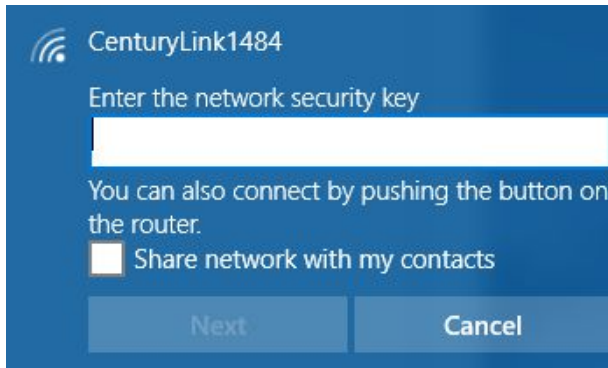 CenturyLink1484
Enter the network security key
You can also connect by pushing the button on
the router.
Share network with my contacts
Next
Cancel